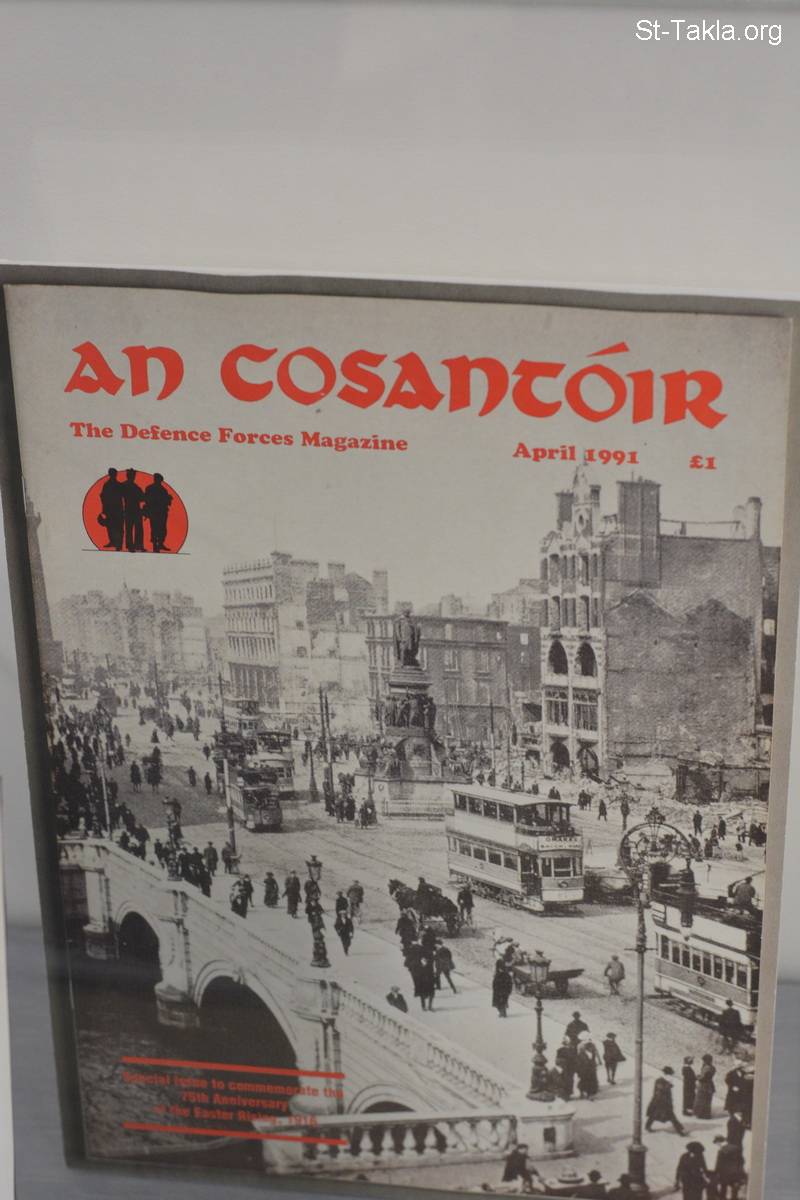 St-Takla.org
AN COSANTÓIR
The Defence Forces Magazine
April 1991 £1
Special issue to commemorate the
75th Anniversary
of the Easter Rising, 1916